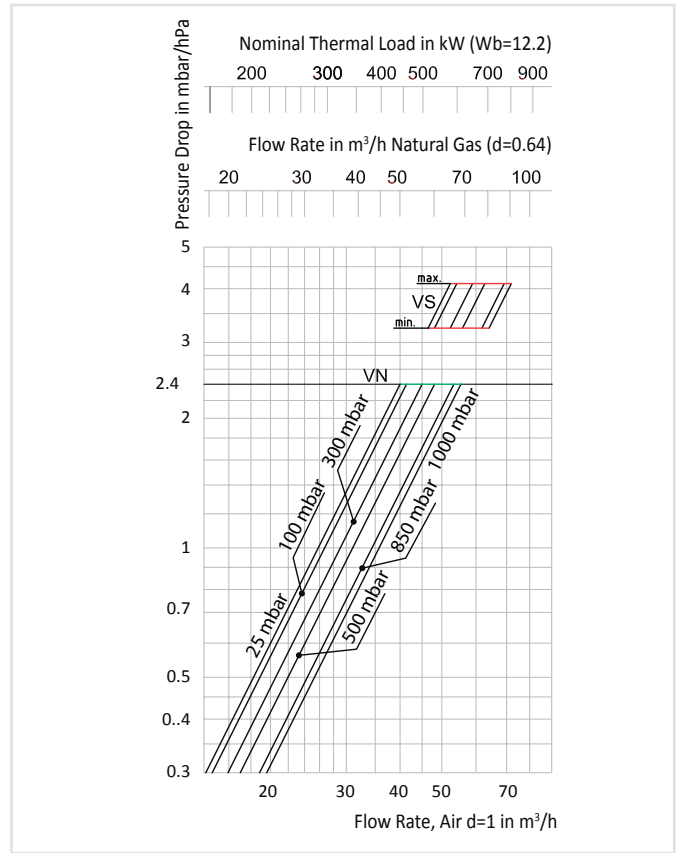 Nominal Thermal Load in kW (Wb=12.2)
200 300 400 500 700 900
Flow Rate in m³/h Natural Gas (d=0.64)
20 30 40 50 70 100
Pressure Drop in mbar/hPa
5
4
3
2.4
2
1
0.7
0.5
0..4
0.3
max.
VS
min.
VN
300 mbar
1000 mbar
100 mbar
850 mbar
25 mbar
500 mbar
20 30 40 50 70
Flow Rate, Air d=1 in m³/h